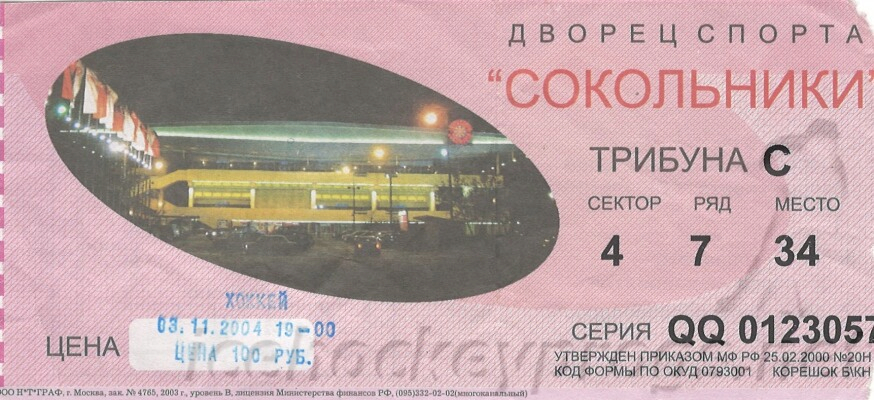 ДВОРЕЦ СПОРТА
"СОКОЛЬНИКИ"
ТРИБУНА С
СЕКТОР РЯД МЕСТО
4 7 34
ХОККЕЙ
03.11.2004 19-00
ЦЕНА
ЦЕНА 100 РУБ.
СЕРИЯ QQ 0123057
УТВЕРЖДЕН ПРИКАЗОМ МФ РФ 25.02.2000 №20Н
КОД ФОРМЫ ПО ОКУД 0793001 КОРЕШОК Б\КН
ООО Н*Т*ГРАФ, г. Москва, зак. № 4765, 2003 г., уровень В, лицензия Министерства финансов РФ, (095)332-02-02(многоканальный)